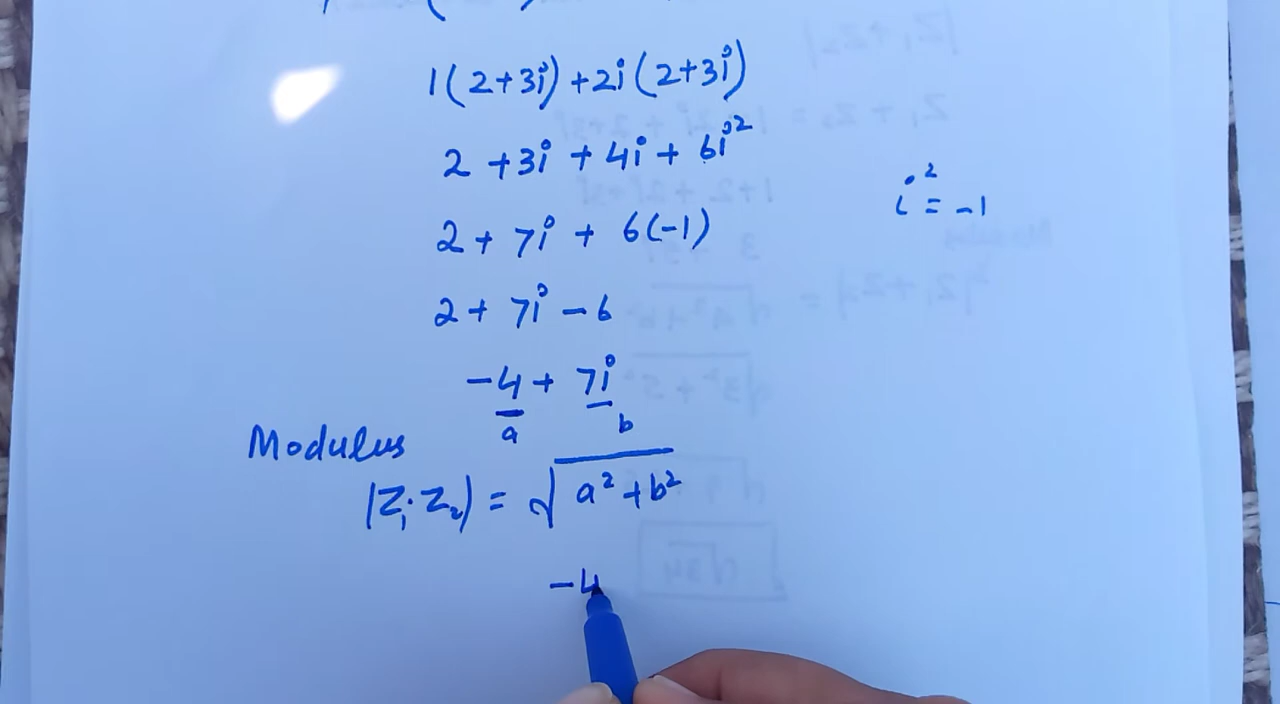 1(2+3i)+2i(2+3i)
2 +3i + 4i + 6i²
i² = -1
2 + 7i + 6(-1)
2 + 7i - 6
-4 + 7i
a b
Modulus
|Z₁·Z₂| = √a²+b²
-4